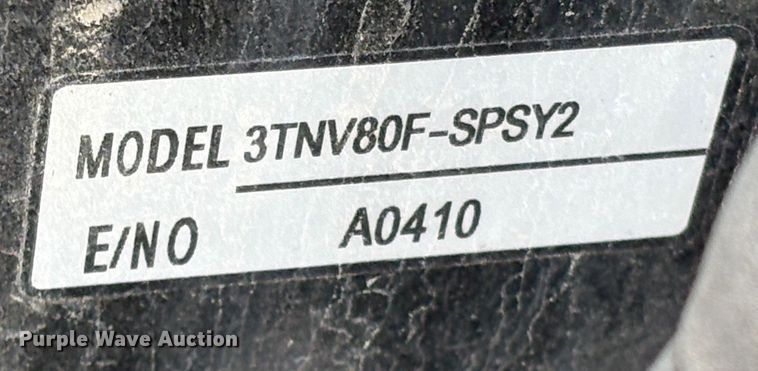 MODEL 3TNV80F-SPSY2
E/NO A0410
Purple Wave Auction®